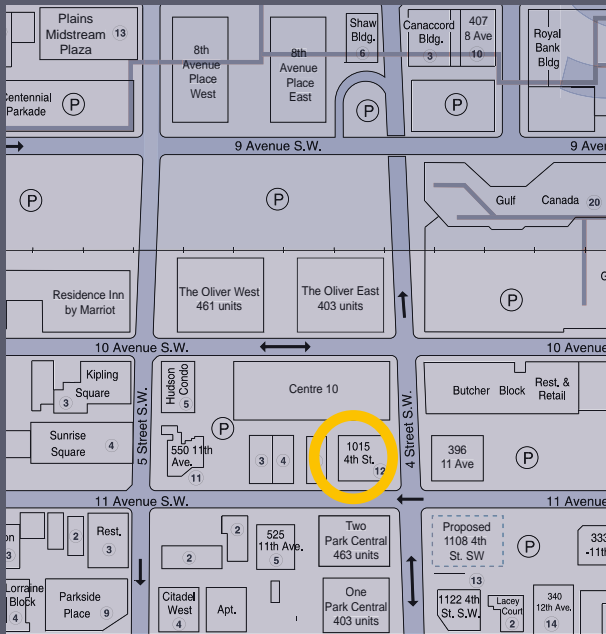 Plains
Midstream
Plaza
13
8th
Avenue
Place
West
8th
Avenue
Place
East
Shaw
Bldg.
6
Canaccord
Bldg.
3
407
8 Ave
10
Royal
Bank
Bldg
Centennial
Parkade
P
P
P
9 Avenue S.W.
9 Aven
P
P
Gulf Canada 20
P
Residence Inn
by Marriot
The Oliver West
461 units
The Oliver East
403 units
G
10 Avenue S.W.
10 Avenue
Kipling
Square
3
Hudson
Condo
5
Centre 10
Butcher Block
Rest. &
Retail
5 Street S.W.
4 Street S.W.
Sunrise
Square
4
P
550 11th
Ave.
11
3
4
1015
4th St.
12
396
11 Ave
P
11 Avenue S.W.
11 Avenue
on
3
2
Rest.
3
2
2
525
11th Ave.
5
Two
Park Central
463 units
Proposed
1108 4th
St. SW
P
333
-11th
13
Lorraine
Block
4
Parkside
Place
9
Citadel
West
4
Apt.
One
Park Central
403 units
1122 4th
St. S.W.
Lacey
Court
2
340
12th Ave.
14